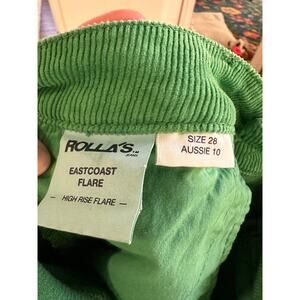 ROLLA'S
JEANS
EASTCOAST
FLARE
— HIGH RISE FLARE —
SIZE 28
AUSSIE 10